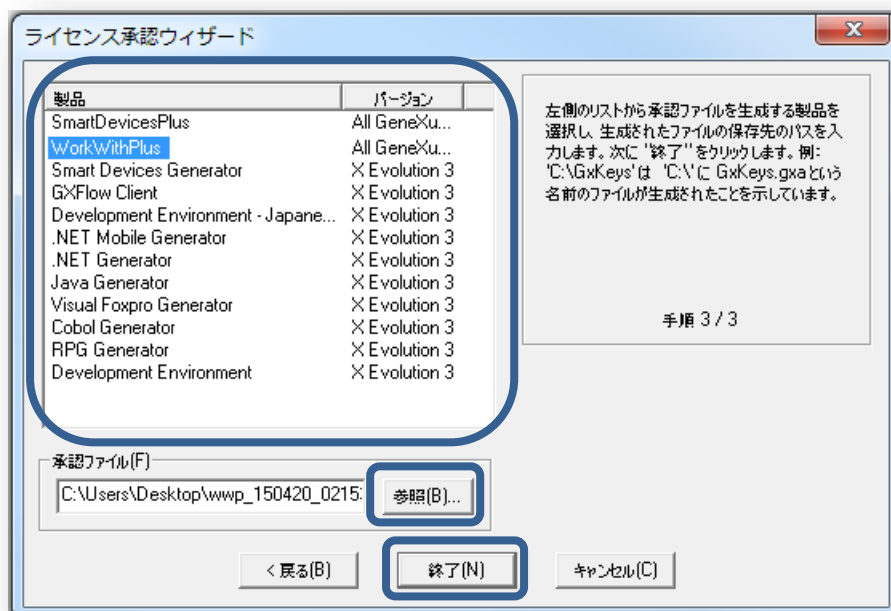 ライセンス承認ウィザード
製品 バージョン
SmartDevicesPlus All GeneXu...
WorkWithPlus All GeneXu...
Smart Devices Generator X Evolution 3
GXFlow Client X Evolution 3
Development Environment - Japane... X Evolution 3
.NET Mobile Generator X Evolution 3
.NET Generator X Evolution 3
Java Generator X Evolution 3
Visual Foxpro Generator X Evolution 3
Cobol Generator X Evolution 3
RPG Generator X Evolution 3
Development Environment X Evolution 3
左側のリストから承認ファイルを生成する製品を
選択し、生成されたファイルの保存先のパスを入
力します。次に "終了" をクリックします。例:
'C:\GxKeys'は 'C:\'に GxKeys.gxaという
名前のファイルが生成されたことを示しています。
手順 3 / 3
承認ファイル(F)
C:\Users\Desktop\wwp_150420_0215
参照(B)...
< 戻る(B) 終了(N) キャンセル(C)